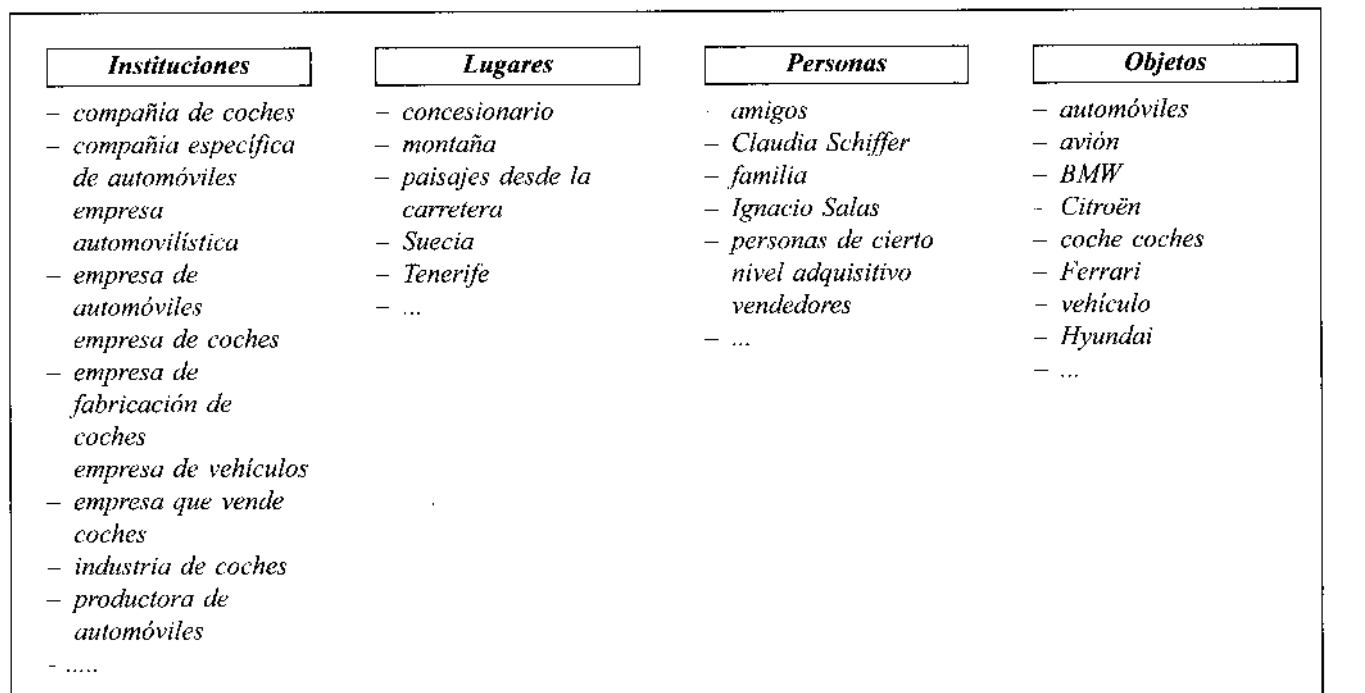 Instituciones
– compañia de coches
– compañia específica
de automóviles
empresa
automovilística
– empresa de
automóviles
empresa de coches
– empresa de
fabricación de
coches
empresa de vehículos
– empresa que vende
coches
– industria de coches
– productora de
automóviles
- .....
Lugares
– concesionario
– montaña
– paisajes desde la
carretera
– Suecia
– Tenerife
– ...
Personas
- amigos
– Claudia Schiffer
– familia
– Ignacio Salas
– personas de cierto
nivel adquisitivo
vendedores
– ...
Objetos
– automóviles
– avión
– BMW
- Citroën
– coche coches
– Ferrari
– vehículo
– Hyundai
– ...